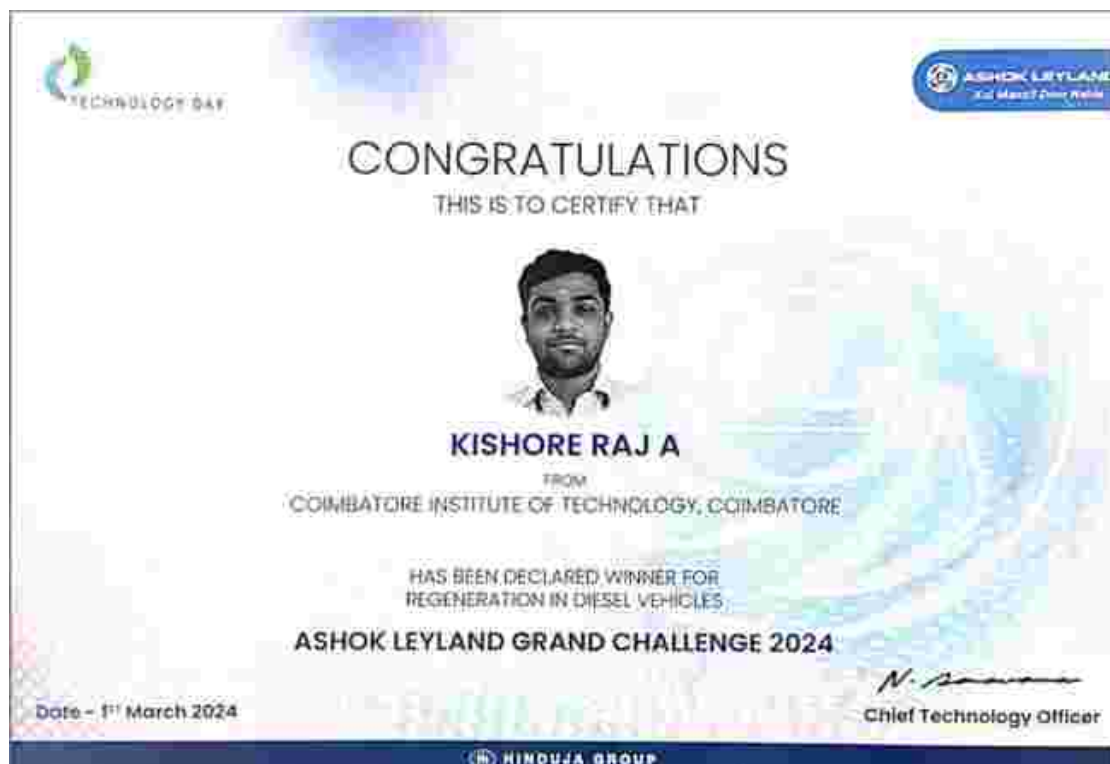 TECHNOLOGY DAY
ASHOK LEYLAND
CONGRATULATIONS
THIS IS TO CERTIFY THAT
KISHORE RAJ A
FROM
COIMBATORE INSTITUTE OF TECHNOLOGY, COIMBATORE
HAS BEEN DECLARED WINNER FOR
REGENERATION IN DIESEL VEHICLES
ASHOK LEYLAND GRAND CHALLENGE 2024
Date - 1ST March 2024
Chief Technology Officer
HINDUJA GROUP